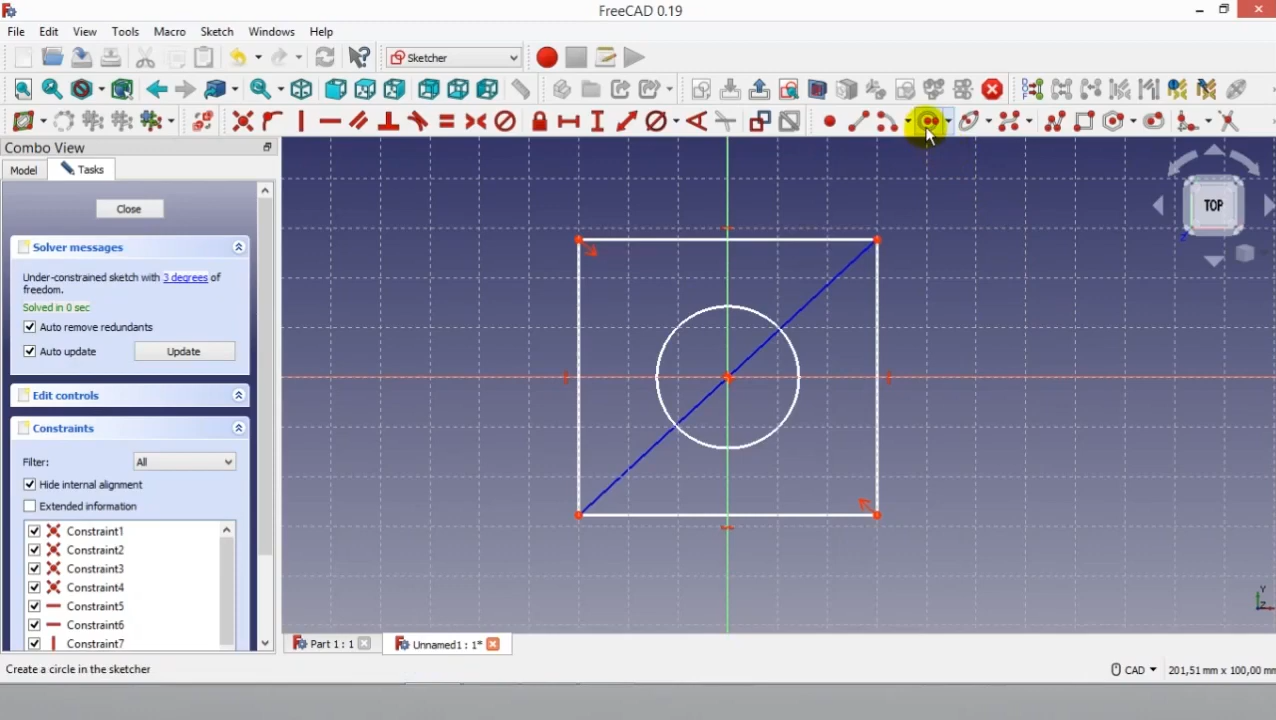 FreeCAD 0.19
File Edit View Tools Macro Sketch Windows Help
Sketcher
Combo View
Model Tasks
Close
Solver messages
Under-constrained sketch with 3 degrees of
freedom.
Solved in 0 sec
Auto remove redundants
Auto update Update
Edit controls
Constraints
Filter: All
Hide internal alignment
Extended information
Constraint1
Constraint2
Constraint3
Constraint4
Constraint5
Constraint6
Constraint7
TOP
Z
Y
Z
Part 1 : 1 Unnamed1 : 1*
Create a circle in the sketcher CAD 201,51 mm x 100,00 mm